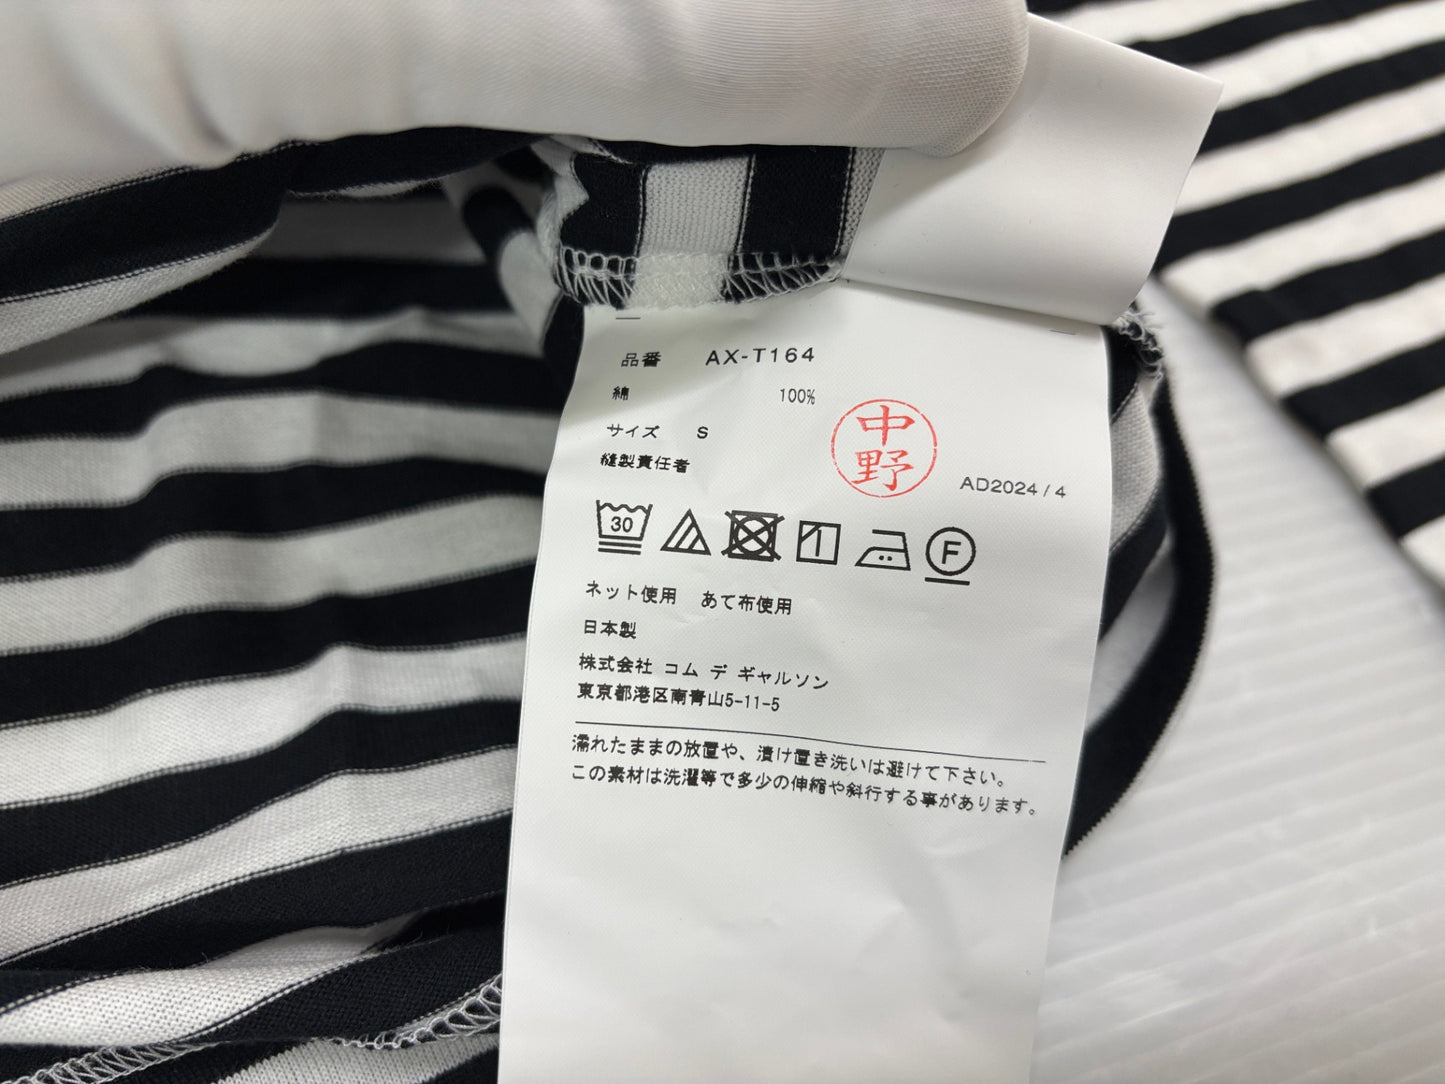 品番 AX-T164
綿 100%
サイズ S
縫製責任者
中野
AD2024/4
30 F
ネット使用 あて布使用
日本製
株式会社 コム デ ギャルソン
東京都港区南青山5-11-5
濡れたままの放置や、漬け置き洗いは避けて下さい。
この素材は洗濯等で多少の伸縮や斜行する事があります。